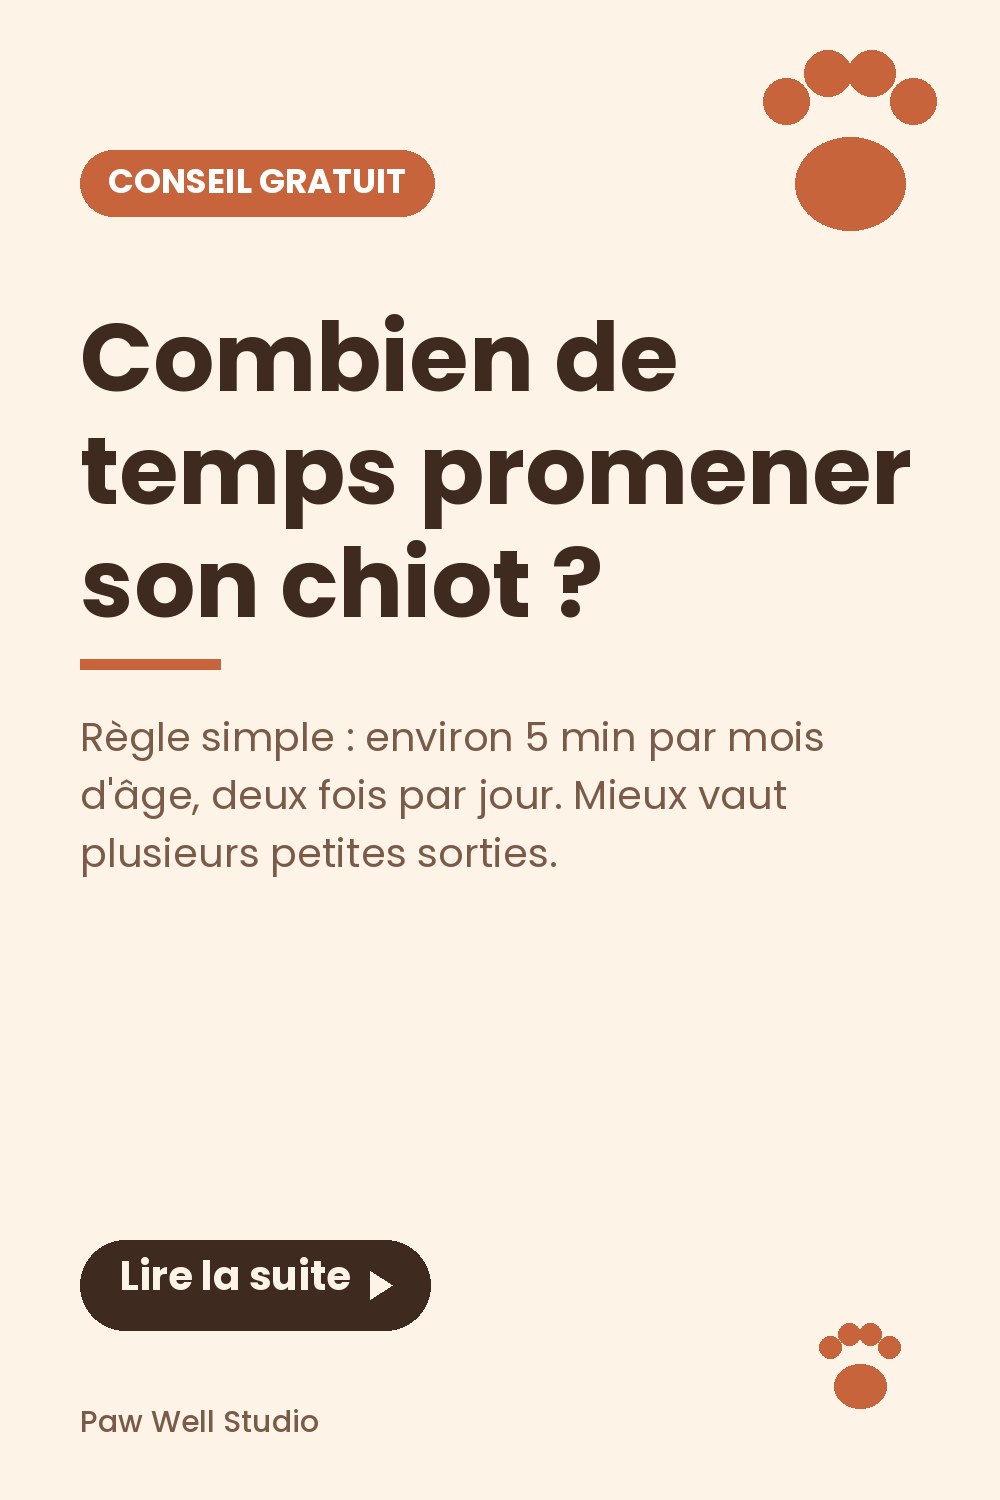 CONSEIL GRATUIT
Combien de
temps promener
son chiot ?
Règle simple : environ 5 min par mois
d'âge, deux fois par jour. Mieux vaut
plusieurs petites sorties.
Lire la suite
Paw Well Studio